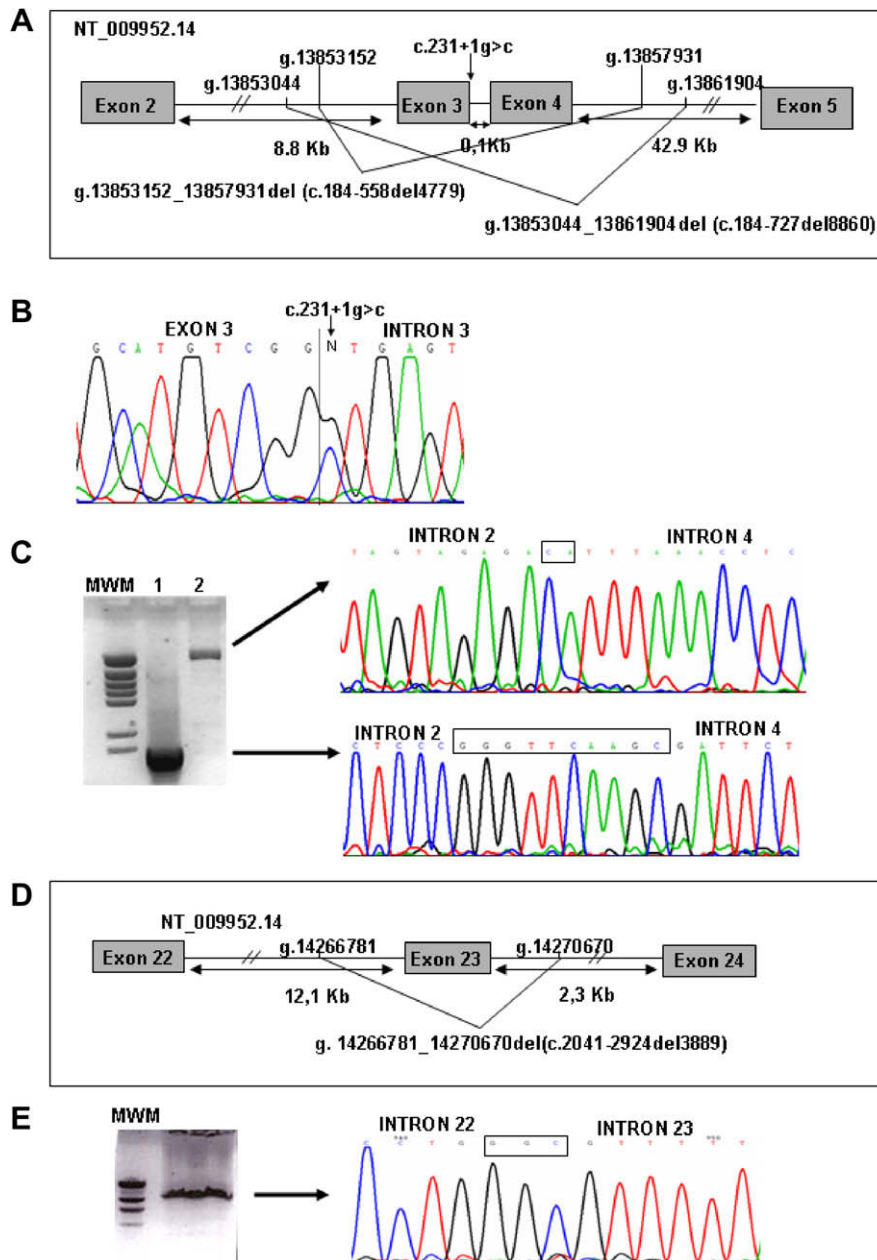 A
NT_009952.14
c.231+1g>c
g.13853152
g.13857931
g.13853044
g.13861904
Exon 2
Exon 3
Exon 4
Exon 5
8.8 Kb
0,1Kb
42.9 Kb
g.13853152_13857931del (c.184-558del4779)
g.13853044_13861904del (c.184-727del8860)
B
c.231+1g>c
EXON 3
INTRON 3
G C A T G T C G G N T G A G T
C
INTRON 2
INTRON 4
T A G T A G A G A C A T T T A A A C C T C
MWM 1 2
INTRON 2
INTRON 4
C T C C C G G G T T C A A G C G A T T C T
D
NT_009952.14
g.14266781
g.14270670
Exon 22
Exon 23
Exon 24
12,1 Kb
2,3 Kb
g. 14266781_14270670del(c.2041-2924del3889)
E
MWM
INTRON 22
INTRON 23
C C T G G G C G T T T T T